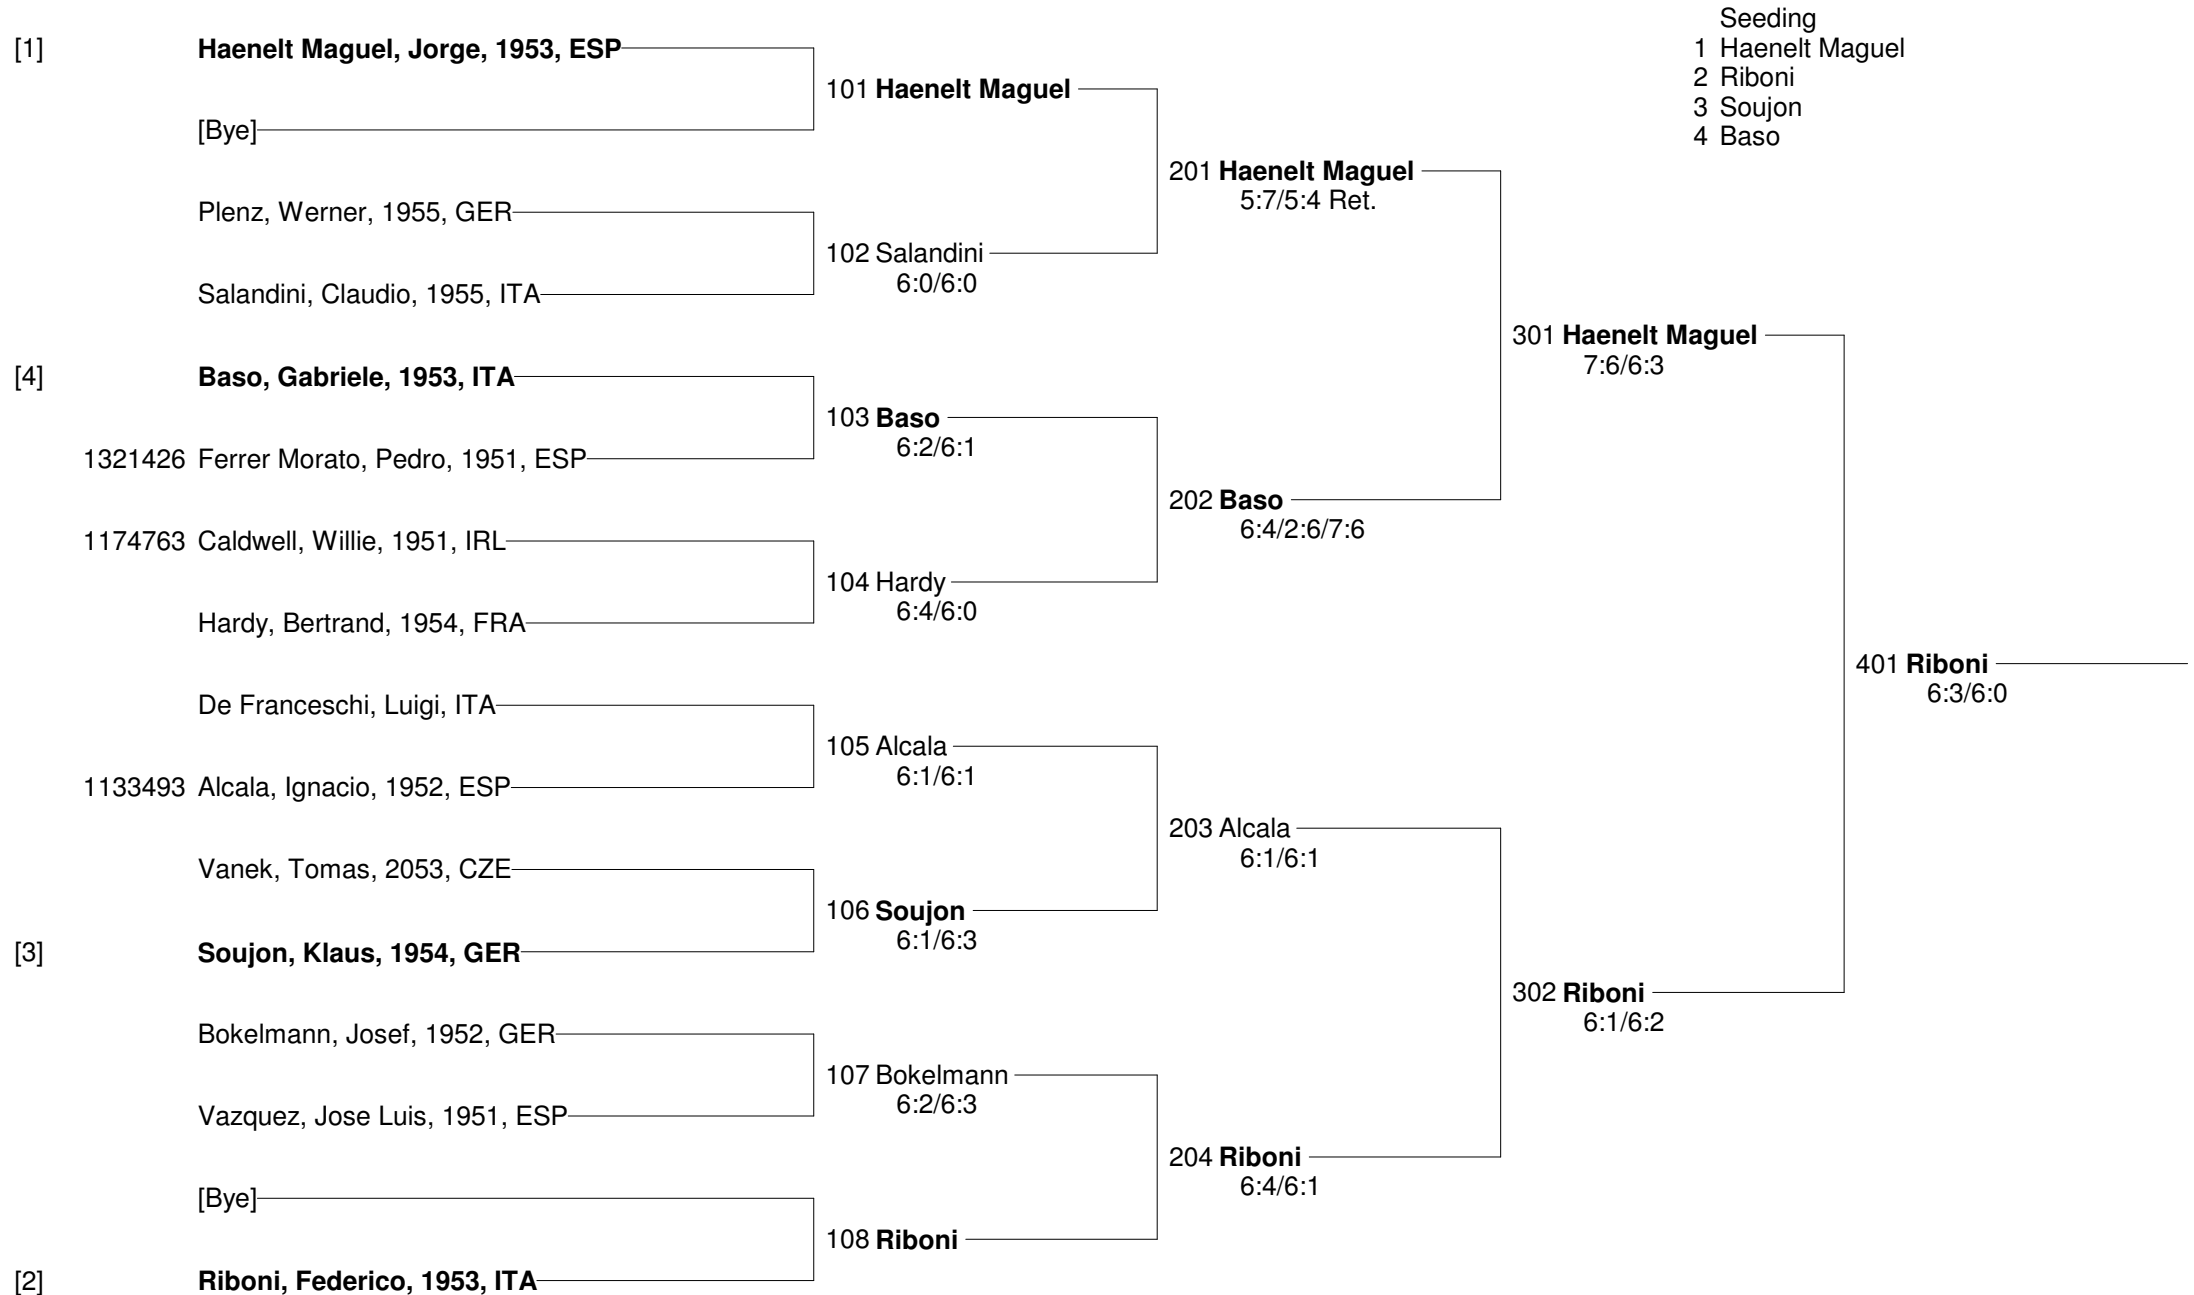 Seeding
1 Haenelt Maguel
2 Riboni
3 Soujon
4 Baso
[1] Haenelt Maguel, Jorge, 1953, ESP
101 Haenelt Maguel
[Bye]
201 Haenelt Maguel
5:7/5:4 Ret.
Plenz, Werner, 1955, GER
102 Salandini
6:0/6:0
Salandini, Claudio, 1955, ITA
301 Haenelt Maguel
7:6/6:3
[4] Baso, Gabriele, 1953, ITA
103 Baso
6:2/6:1
1321426 Ferrer Morato, Pedro, 1951, ESP
202 Baso
6:4/2:6/7:6
1174763 Caldwell, Willie, 1951, IRL
104 Hardy
6:4/6:0
Hardy, Bertrand, 1954, FRA
401 Riboni
6:3/6:0
De Franceschi, Luigi, ITA
105 Alcala
6:1/6:1
1133493 Alcala, Ignacio, 1952, ESP
203 Alcala
6:1/6:1
Vanek, Tomas, 2053, CZE
106 Soujon
6:1/6:3
[3] Soujon, Klaus, 1954, GER
302 Riboni
6:1/6:2
Bokelmann, Josef, 1952, GER
107 Bokelmann
6:2/6:3
Vazquez, Jose Luis, 1951, ESP
204 Riboni
6:4/6:1
[Bye]
108 Riboni
[2] Riboni, Federico, 1953, ITA